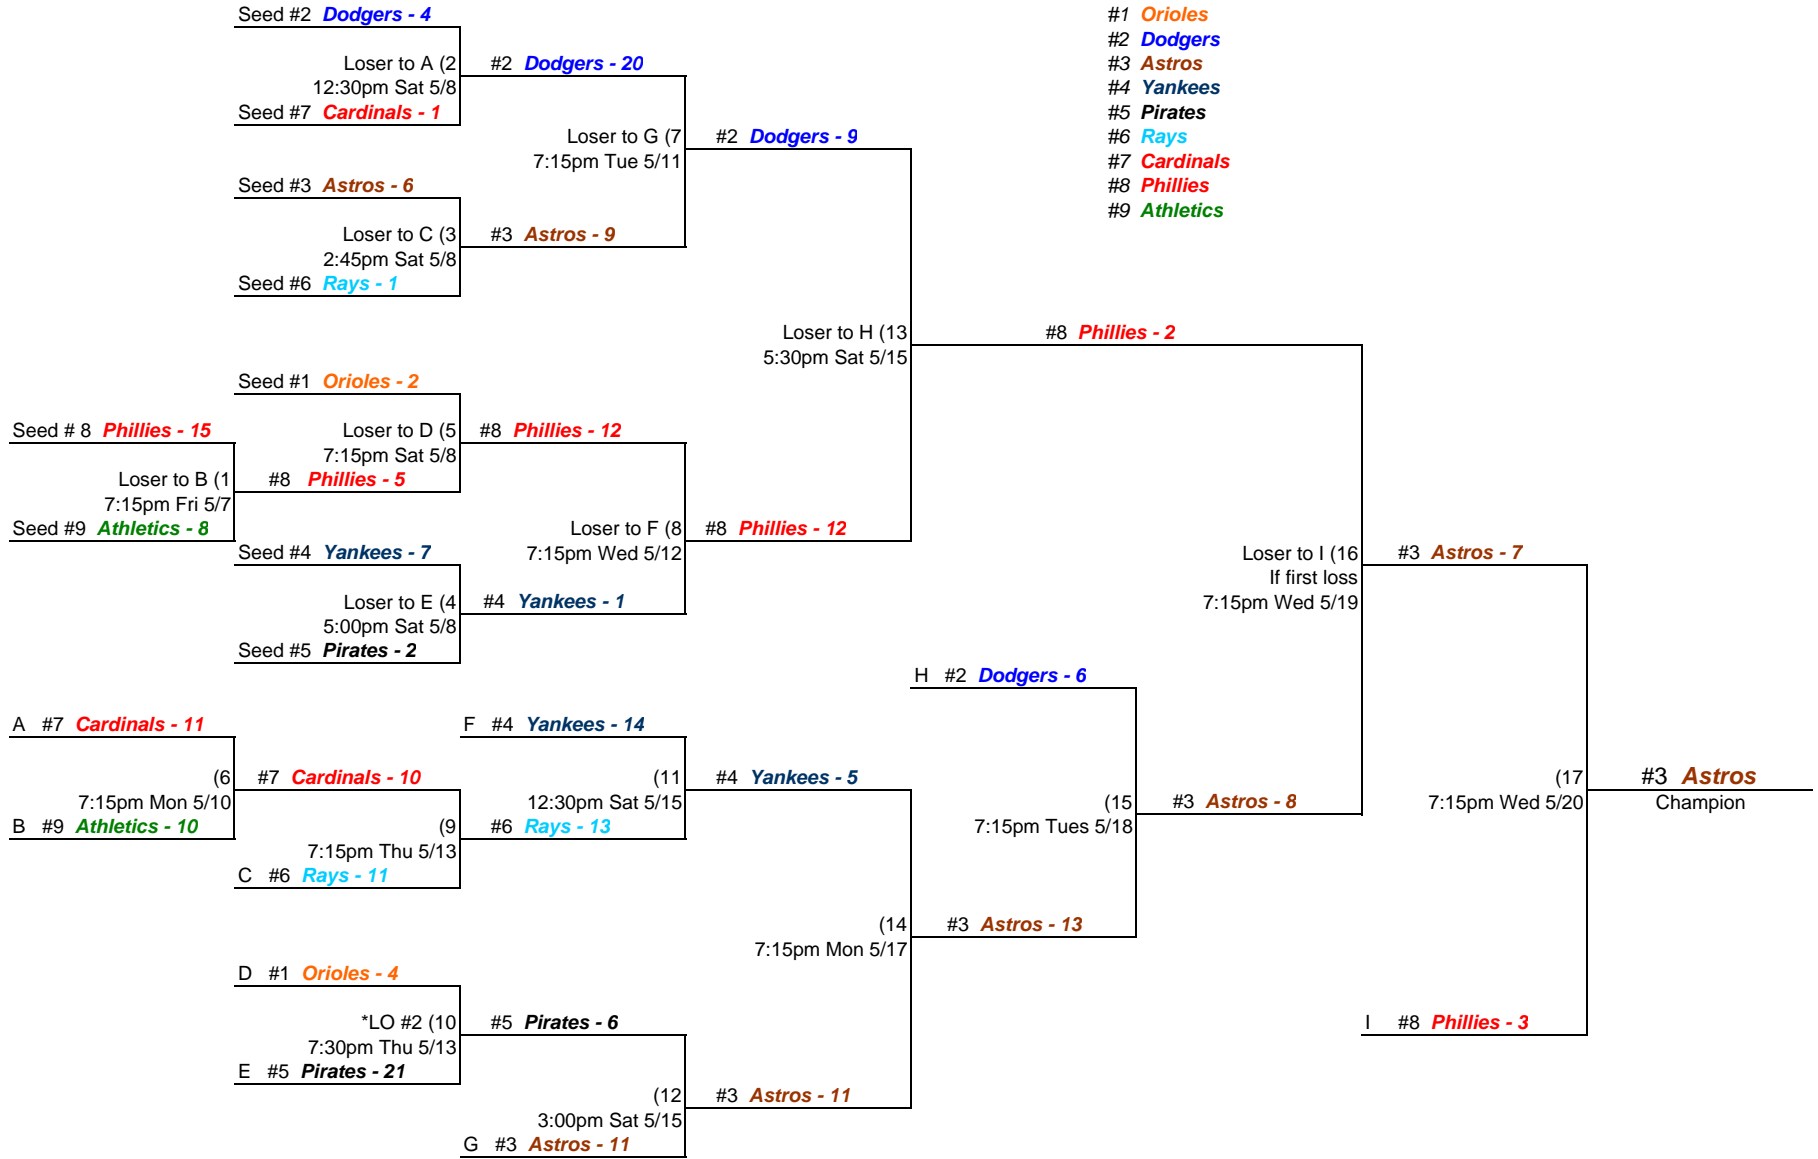 Seed #2 Dodgers - 4
#1 Orioles
#2 Dodgers
Loser to A (2
#2 Dodgers - 20
#3 Astros
12:30pm Sat 5/8
#4 Yankees
Seed #7 Cardinals - 1
#5 Pirates
Loser to G (7
#2 Dodgers - 9
#6 Rays
7:15pm Tue 5/11
#7 Cardinals
Seed #3 Astros - 6
#8 Phillies
#9 Athletics
Loser to C (3
#3 Astros - 9
2:45pm Sat 5/8
Seed #6 Rays - 1
Loser to H (13
#8 Phillies - 2
5:30pm Sat 5/15
Seed #1 Orioles - 2
Seed # 8 Phillies - 15
Loser to D (5
#8 Phillies - 12
7:15pm Sat 5/8
Loser to B (1
#8 Phillies - 5
7:15pm Fri 5/7
Seed #9 Athletics - 8
Loser to F (8
#8 Phillies - 12
Seed #4 Yankees - 7
7:15pm Wed 5/12
Loser to I (16
#3 Astros - 7
If first loss
Loser to E (4
#4 Yankees - 1
7:15pm Wed 5/19
5:00pm Sat 5/8
Seed #5 Pirates - 2
H #2 Dodgers - 6
A #7 Cardinals - 11
F #4 Yankees - 14
(6
#7 Cardinals - 10
(11
#4 Yankees - 5
(17
#3 Astros
7:15pm Mon 5/10
12:30pm Sat 5/15
(15
#3 Astros - 8
7:15pm Wed 5/20
Champion
B #9 Athletics - 10
(9
#6 Rays - 13
7:15pm Tues 5/18
7:15pm Thu 5/13
C #6 Rays - 11
(14
#3 Astros - 13
7:15pm Mon 5/17
D #1 Orioles - 4
*LO #2 (10
#5 Pirates - 6
I #8 Phillies - 3
7:30pm Thu 5/13
E #5 Pirates - 21
(12
#3 Astros - 11
3:00pm Sat 5/15
G #3 Astros - 11